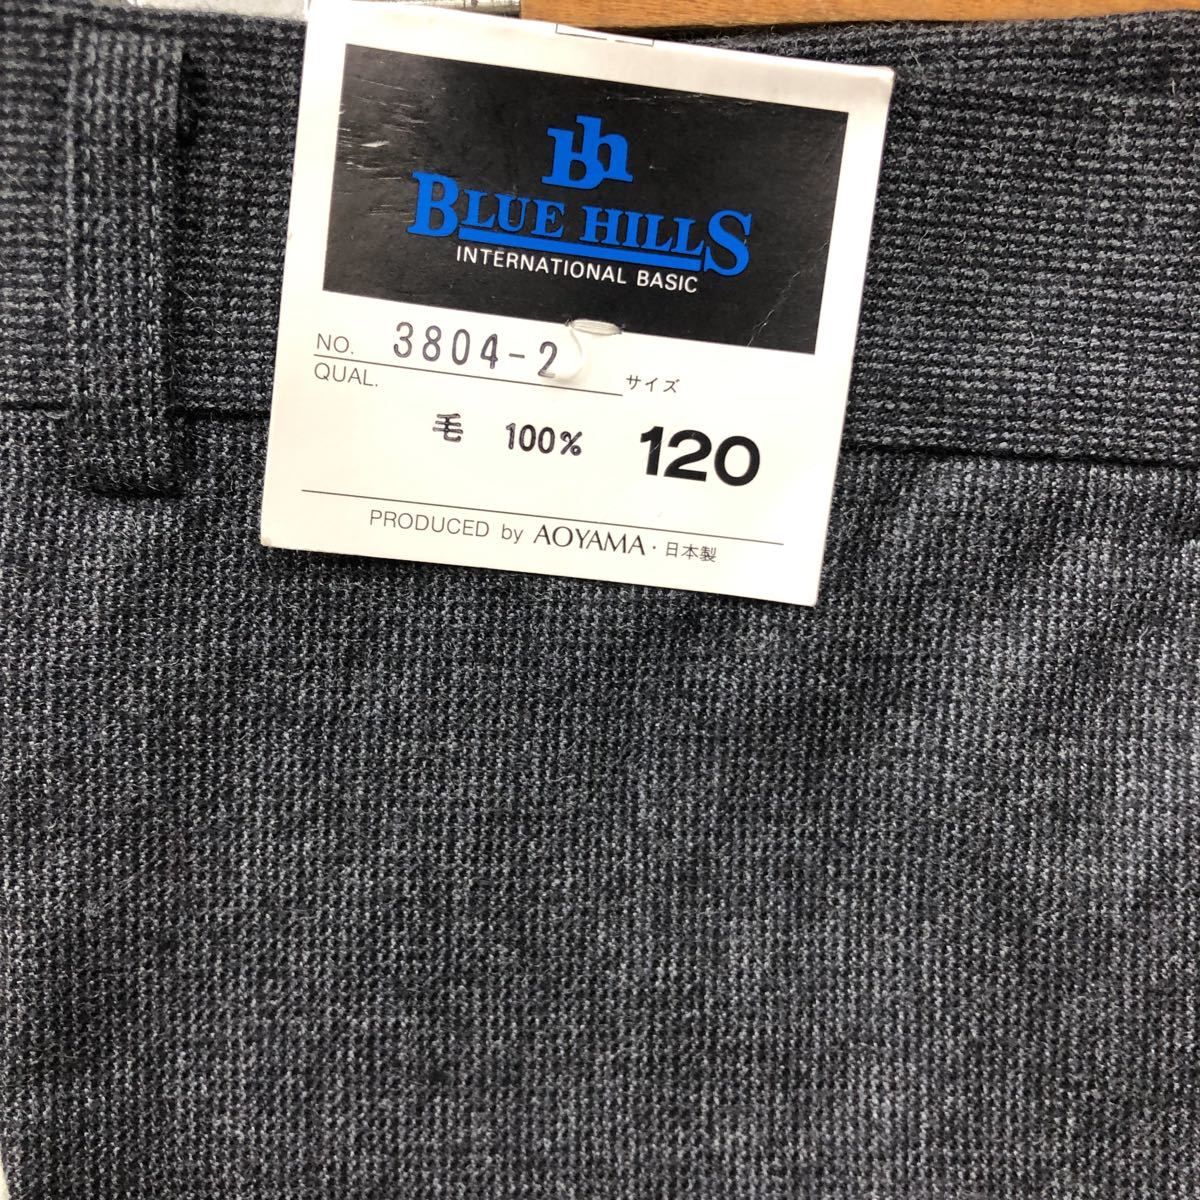 Bh
BLUE HILLS
INTERNATIONAL BASIC
NO. 3804-2
QUAL.
サイズ
毛 100% 120
PRODUCED by AOYAMA・日本製